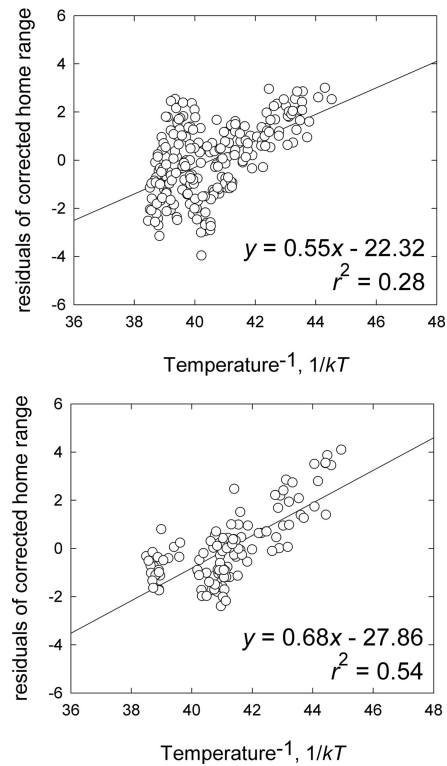 6
4
2
0
-2
-4
-6
residuals of corrected home range
y = 0.55x - 22.32
r² = 0.28
36 38 40 42 44 46 48
Temperature⁻¹, 1/kT
6
4
2
0
-2
-4
-6
residuals of corrected home range
y = 0.68x - 27.86
r² = 0.54
36 38 40 42 44 46 48
Temperature⁻¹, 1/kT